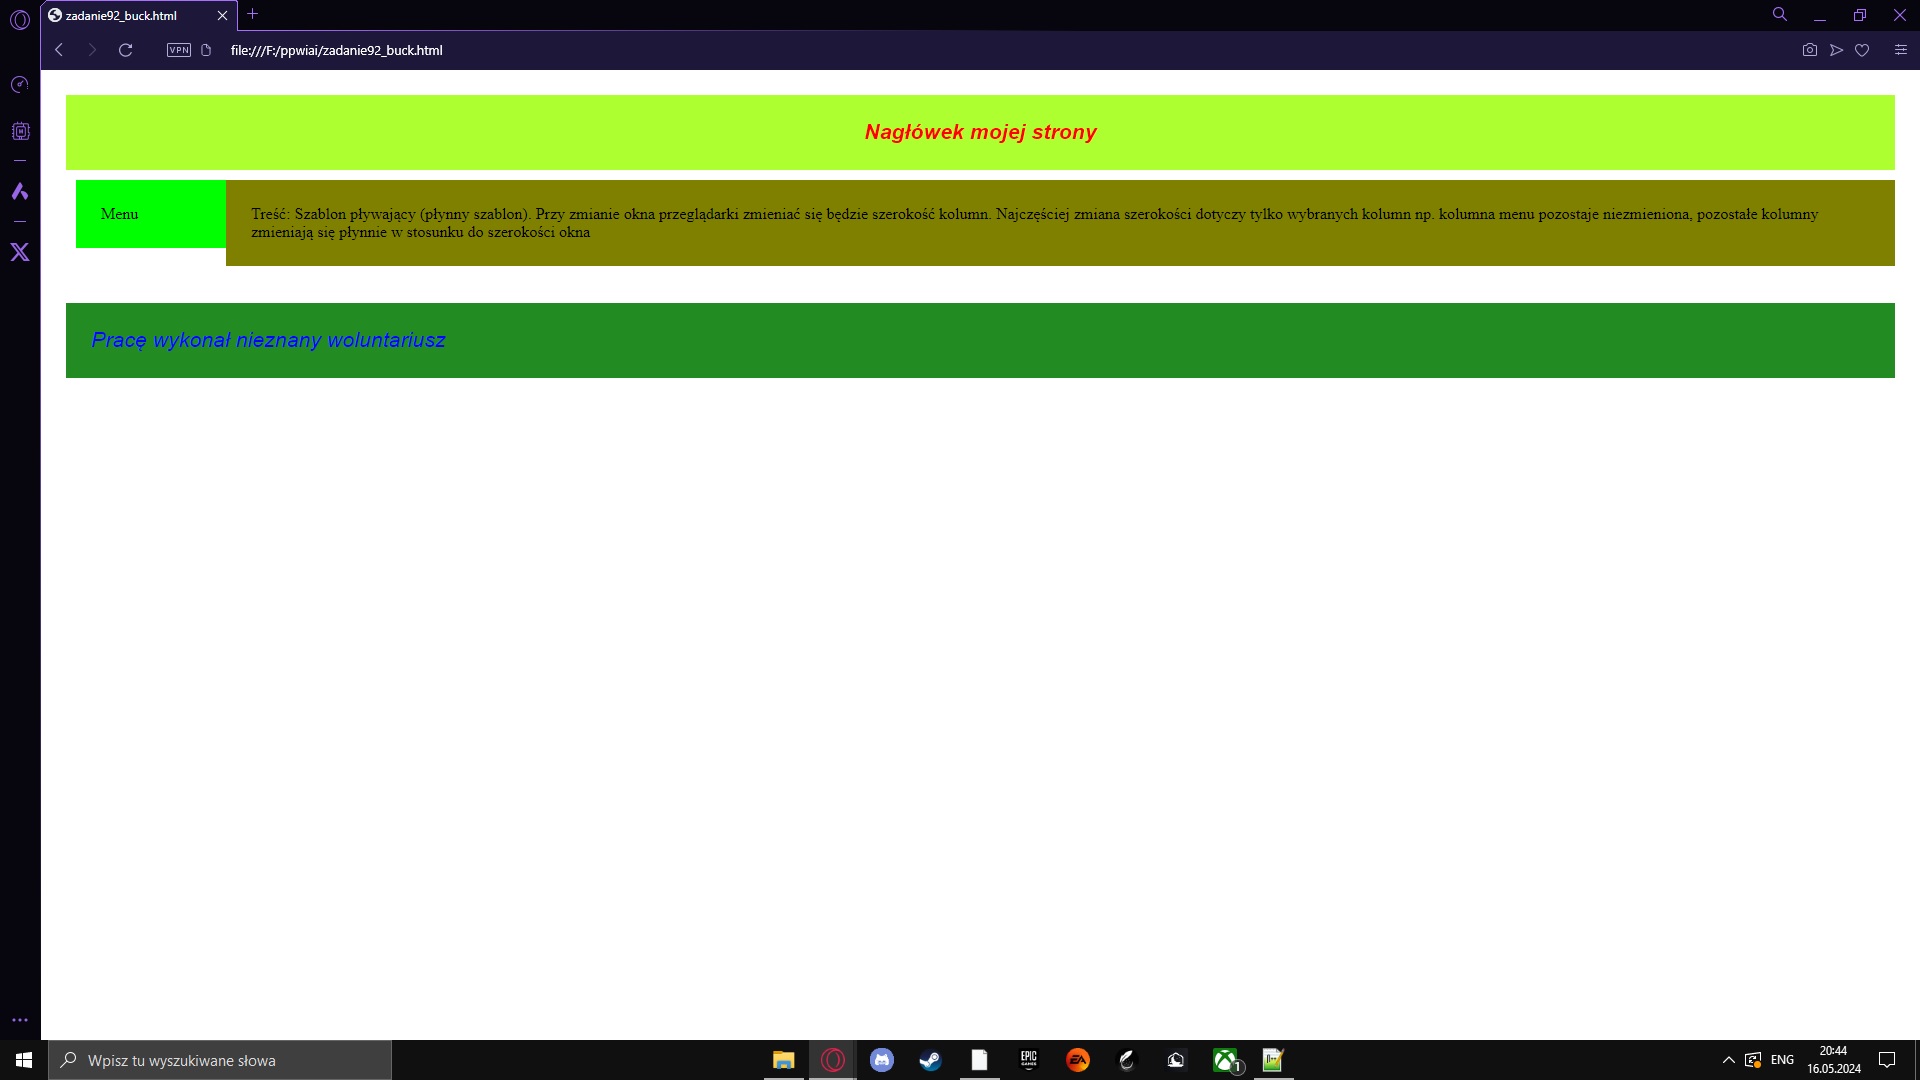 zadanie92_buck.html
VPN
file:///F:/ppwiai/zadanie92_buck.html
Nagłówek mojej strony
Menu
Treść: Szablon pływający (płynny szablon). Przy zmianie okna przeglądarki zmieniać się będzie szerokość kolumn. Najczęściej zmiana szerokości dotyczy tylko wybranych kolumn np. kolumna menu pozostaje niezmieniona, pozostałe kolumny
zmieniają się płynnie w stosunku do szerokości okna
Pracę wykonał nieznany woluntariusz
Wpisz tu wyszukiwane słowa
EPIC
GAMES
EA
1
ENG
20:44
16.05.2024